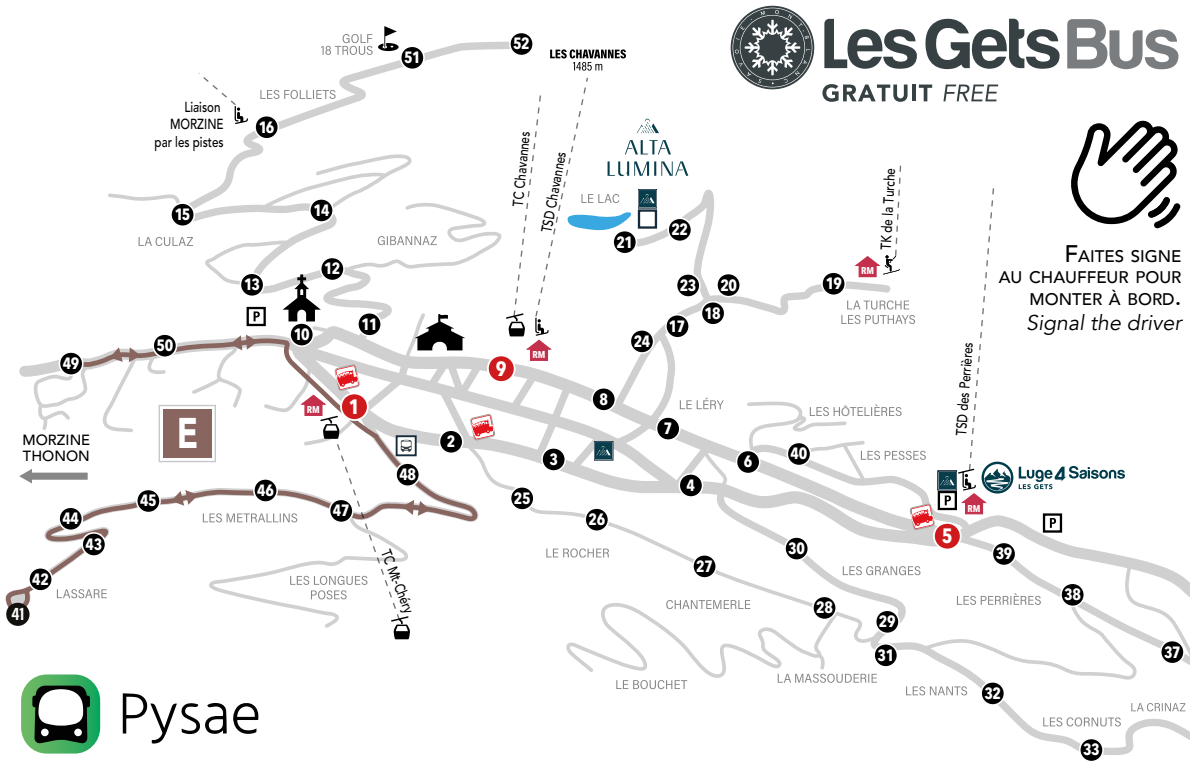 GOLF
18 TROUS
51
52
LES CHAVANNES
1485 m
SAVOIE • MONT BLANC
Les Gets Bus
GRATUIT FREE
LES FOLLIETS
Liaison
MORZINE
par les pistes
16
TC Chavannes
TSD Chavannes
ALTA
LUMINA
LE LAC
TK de la Turche
15
14
LA CULAZ
GIBANNAZ
21
22
FAITES SIGNE
AU CHAUFFEUR POUR
MONTER À BORD.
Signal the driver
13
12
23
20
19
RM
LA TURCHE
LES PUTHAYS
P
10
11
17
18
24
RM
49
50
9
8
TSD des Perrières
RM
1
E
MORZINE
THONON
2
3
4
7
6
40
LE LÉRY
LES HÔTELIÈRES
LES PESSES
Luge 4 Saisons
LES GETS
P
RM
P
5
48
47
46
45
44
43
42
41
LES METRALLINS
LASSARE
LES LONGUES
POSES
TC Mt-Chéry
25
26
27
28
LE ROCHER
CHANTEMERLE
30
LES GRANGES
39
38
37
LES PERRIÈRES
29
31
LE BOUCHET
LA MASSOUDERIE
LES NANTS
32
LES CORNUTS
33
LA CRINAZ
Pysae